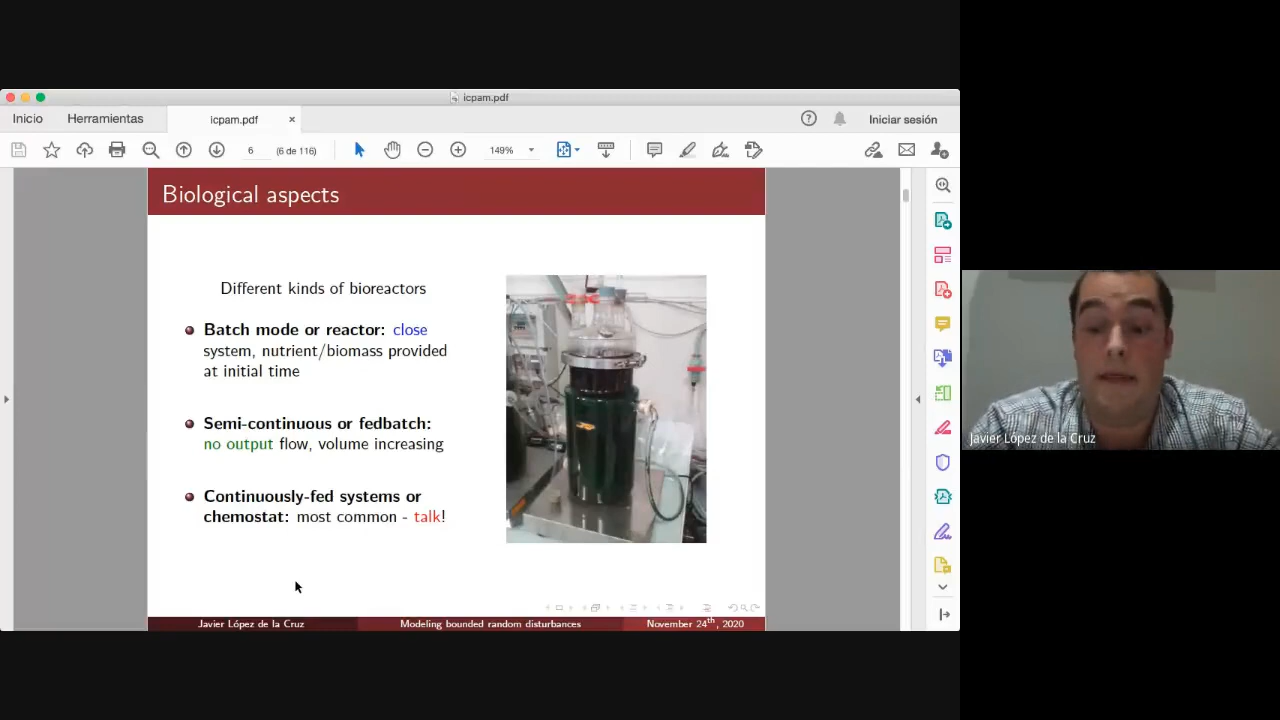 icpam.pdf
Inicio Herramientas icpam.pdf × Iniciar sesión
6 (6 de 116) 149%
Biological aspects
Different kinds of bioreactors
Batch mode or reactor: close
system, nutrient/biomass provided
at initial time
Semi-continuous or fedbatch:
no output flow, volume increasing
Continuously-fed systems or
chemostat: most common - talk!
Javier López de la Cruz Modeling bounded random disturbances November 24th, 2020
Javier López de la Cruz